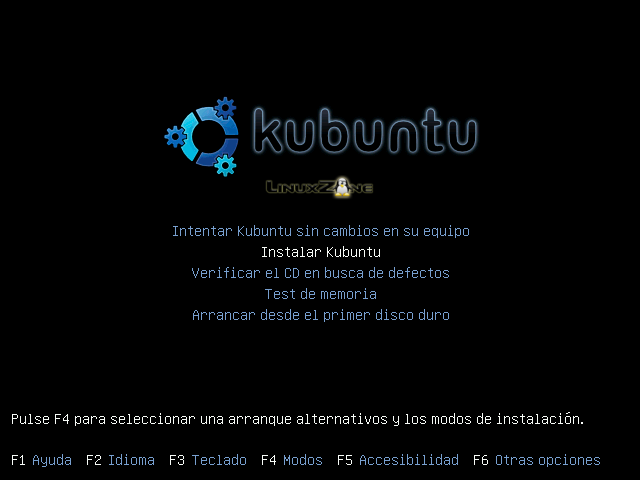 kubuntu
LinuxZone
Intentar Kubuntu sin cambios en su equipo
Instalar Kubuntu
Verificar el CD en busca de defectos
Test de memoria
Arrancar desde el primer disco duro
Pulse F4 para seleccionar una arranque alternativos y los modos de instalación.
F1 Ayuda F2 Idioma F3 Teclado F4 Modos F5 Accesibilidad F6 Otras opciones